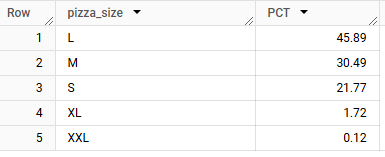 Row pizza_size PCT
1 L 45.89
2 M 30.49
3 S 21.77
4 XL 1.72
5 XXL 0.12